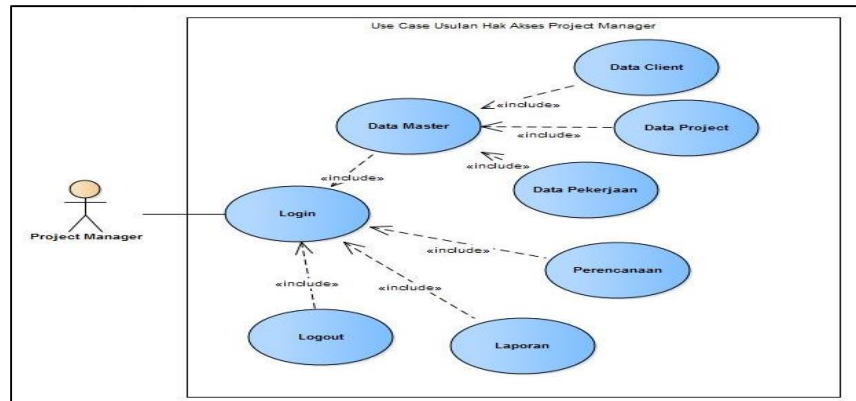 Use Case Usulan Hak Akses Project Manager
Data Client
«include»
Data Master
Data Project
«include»
«include»
«include»
Data Pekerjaan
Login
Project Manager
«include»
Perencanaan
«include»
«include»
Logout
Laporan